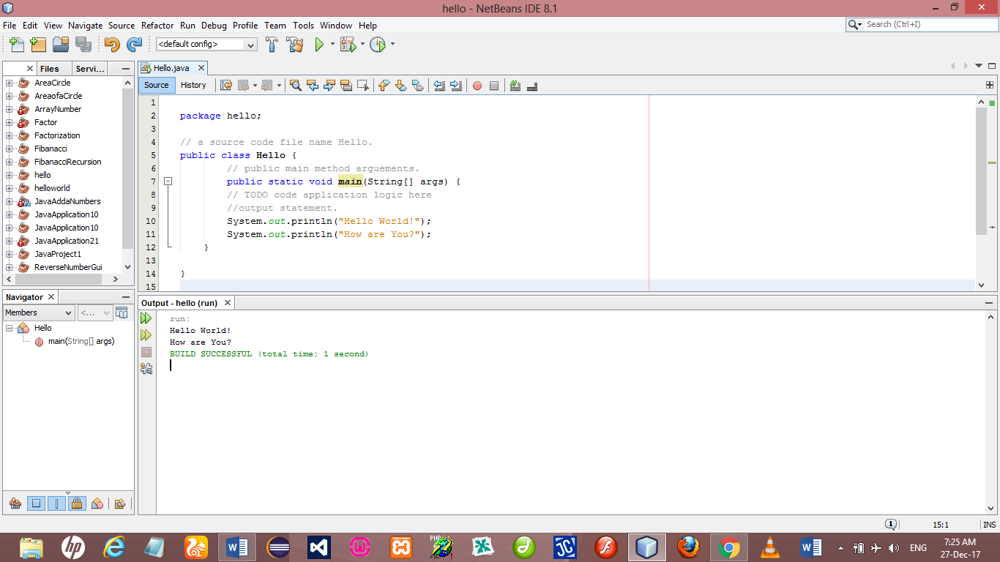 hello - NetBeans IDE 8.1
File Edit View Navigate Source Refactor Run Debug Profile Team Tools Window Help
Search (Ctrl+I)
<default config>
Files Servi...
Hello.java
Source History
AreaCircle
AreaofaCircle
ArrayNumber
Factor
Factorization
Fibanacci
FibanacciRecursion
hello
helloworld
JavaAddaNumbers
JavaApplication10
JavaApplication10
JavaApplication21
JavaProject1
ReverseNumberGui
1
2 package hello;
3
4 // a source code file name Hello.
5 public class Hello {
6 // public main method arguements.
7 public static void main(String[] args) {
8 // TODO code application logic here
9 //output statement.
10 System.out.println("Hello World!");
11 System.out.println("How are You?");
12 }
13
14 }
15
Navigator
Members <...
Hello
main(String[] args)
Output - hello (run)
run:
Hello World!
How are You?
BUILD SUCCESSFUL (total time: 1 second)
1 15:1 INS
hp
PHP
JC
ENG
7:25 AM
27-Dec-17